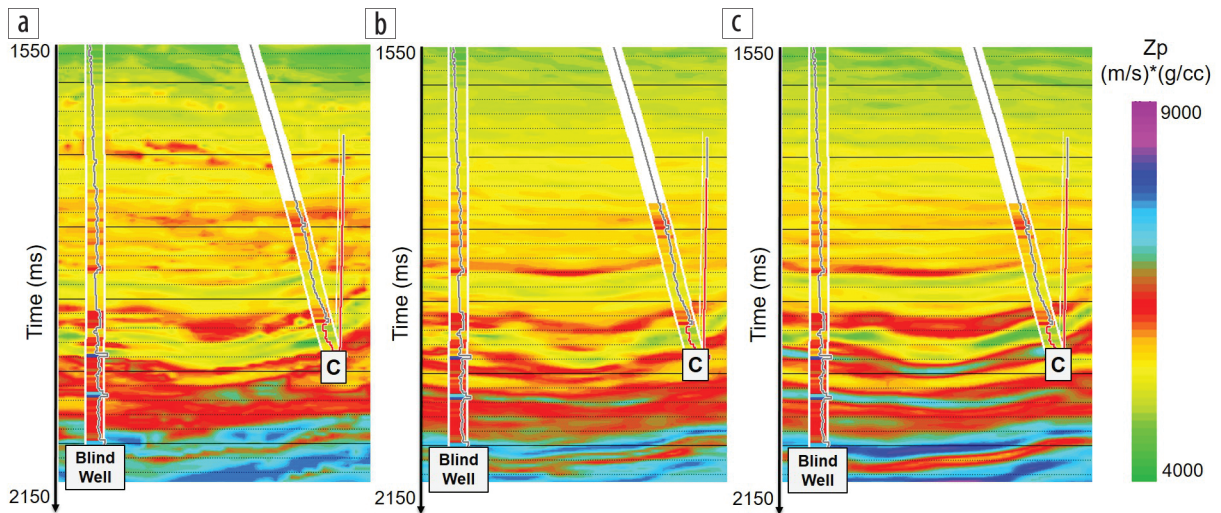 a
b
c
1550
1550
1550
Zp
(m/s)*(g/cc)
9000
Time (ms)
Time (ms)
Time (ms)
C
C
C
Blind
Well
Blind
Well
Blind
Well
4000
2150
2150
2150